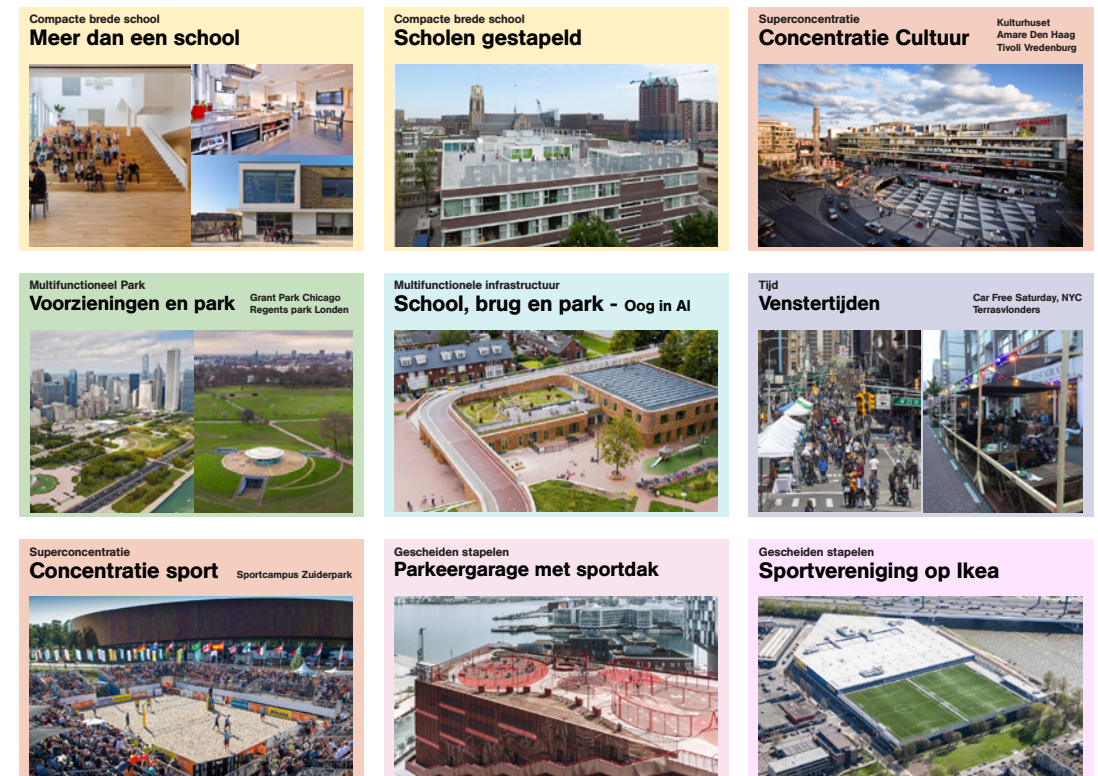 Compacte brede school
Meer dan een school
Compacte brede school
Scholen gestapeld
Superconcentratie
Concentratie Cultuur
Kulturhuset
Amare Den Haag
Tivoli Vredenburg
Multifunctioneel Park
Voorzieningen en park
Grant Park Chicago
Regents park Londen
Multifunctionele infrastructuur
School, brug en park - Oog in Al
Tijd
Venstertijden
Car Free Saturday, NYC
Terrasvlonders
Superconcentratie
Concentratie sport
Sportcampus Zuiderpark
Gescheiden stapelen
Parkeergarage met sportdak
Gescheiden stapelen
Sportvereniging op Ikea